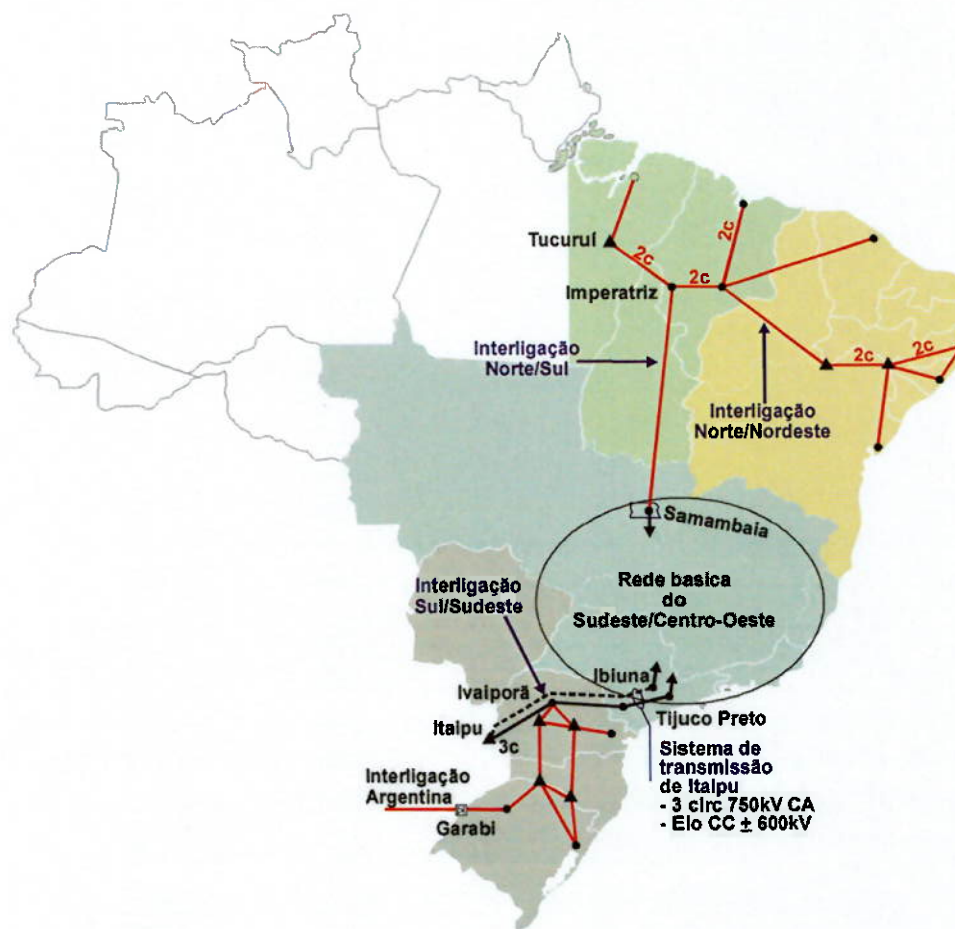 2c
Tucuruí
2c
2c
Imperatriz
Interligação
Norte/Sul
2c
2c
Interligação
Norte/Nordeste
Samambaia
Rede basica
do
Sudeste/Centro-Oeste
Interligação
Sul/Sudeste
Ibiuna
Ivaiporã
Itaipu
3c
Tijuco Preto
Sistema de
transmissão
de Itaipu
- 3 circ 750kV CA
- Elo CC ± 600kV
Interligação
Argentina
Garabi